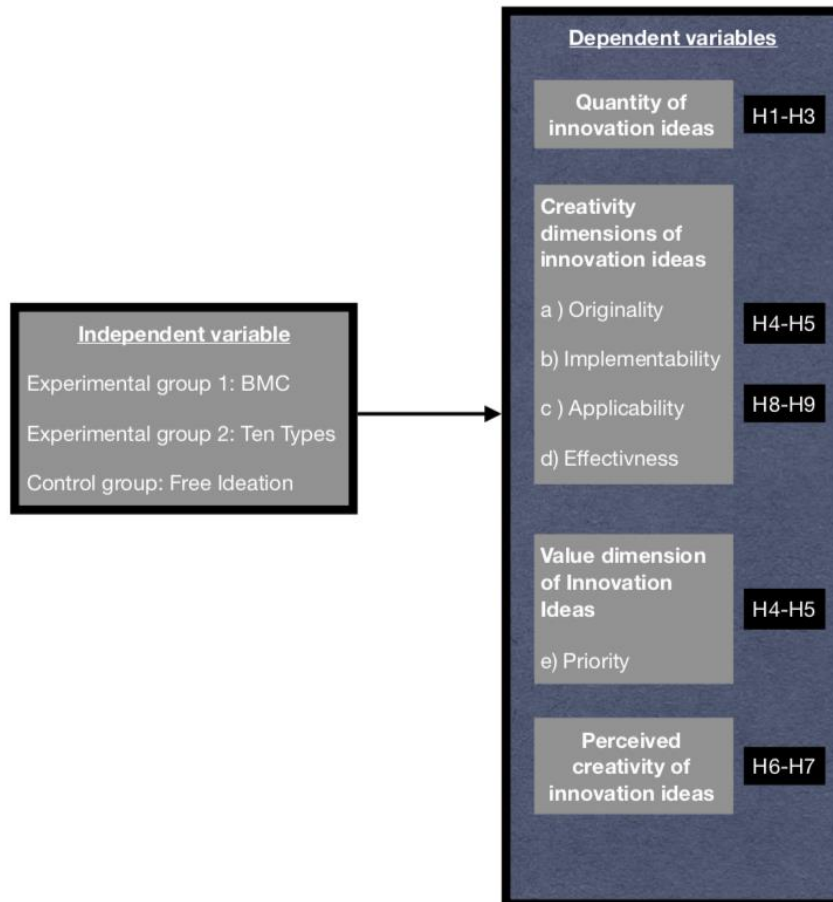 Dependent variables
Quantity of
innovation ideas
H1-H3
Creativity
dimensions of
innovation ideas
a ) Originality
b) Implementability
c ) Applicability
d) Effectivness
H4-H5
H8-H9
Independent variable
Experimental group 1: BMC
Experimental group 2: Ten Types
Control group: Free Ideation
Value dimension
of Innovation
Ideas
e) Priority
H4-H5
Perceived
creativity of
innovation ideas
H6-H7